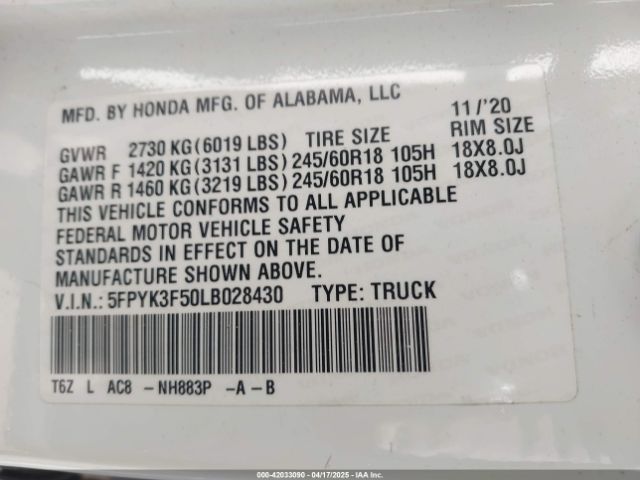 MFD. BY HONDA MFG. OF ALABAMA, LLC 11/'20
GVWR 2730 KG(6019 LBS) TIRE SIZE RIM SIZE
GAWR F 1420 KG(3131 LBS) 245/60R18 105H 18X8.0J
GAWR R 1460 KG(3219 LBS) 245/60R18 105H 18X8.0J
THIS VEHICLE CONFORMS TO ALL APPLICABLE
FEDERAL MOTOR VEHICLE SAFETY
STANDARDS IN EFFECT ON THE DATE OF
MANUFACTURE SHOWN ABOVE.
V.I.N.: 5FPYK3F50LB028430 TYPE: TRUCK
T6Z L AC8 -NH883P -A-B
000-42033090 - 04/17/2025 - IAA Inc.